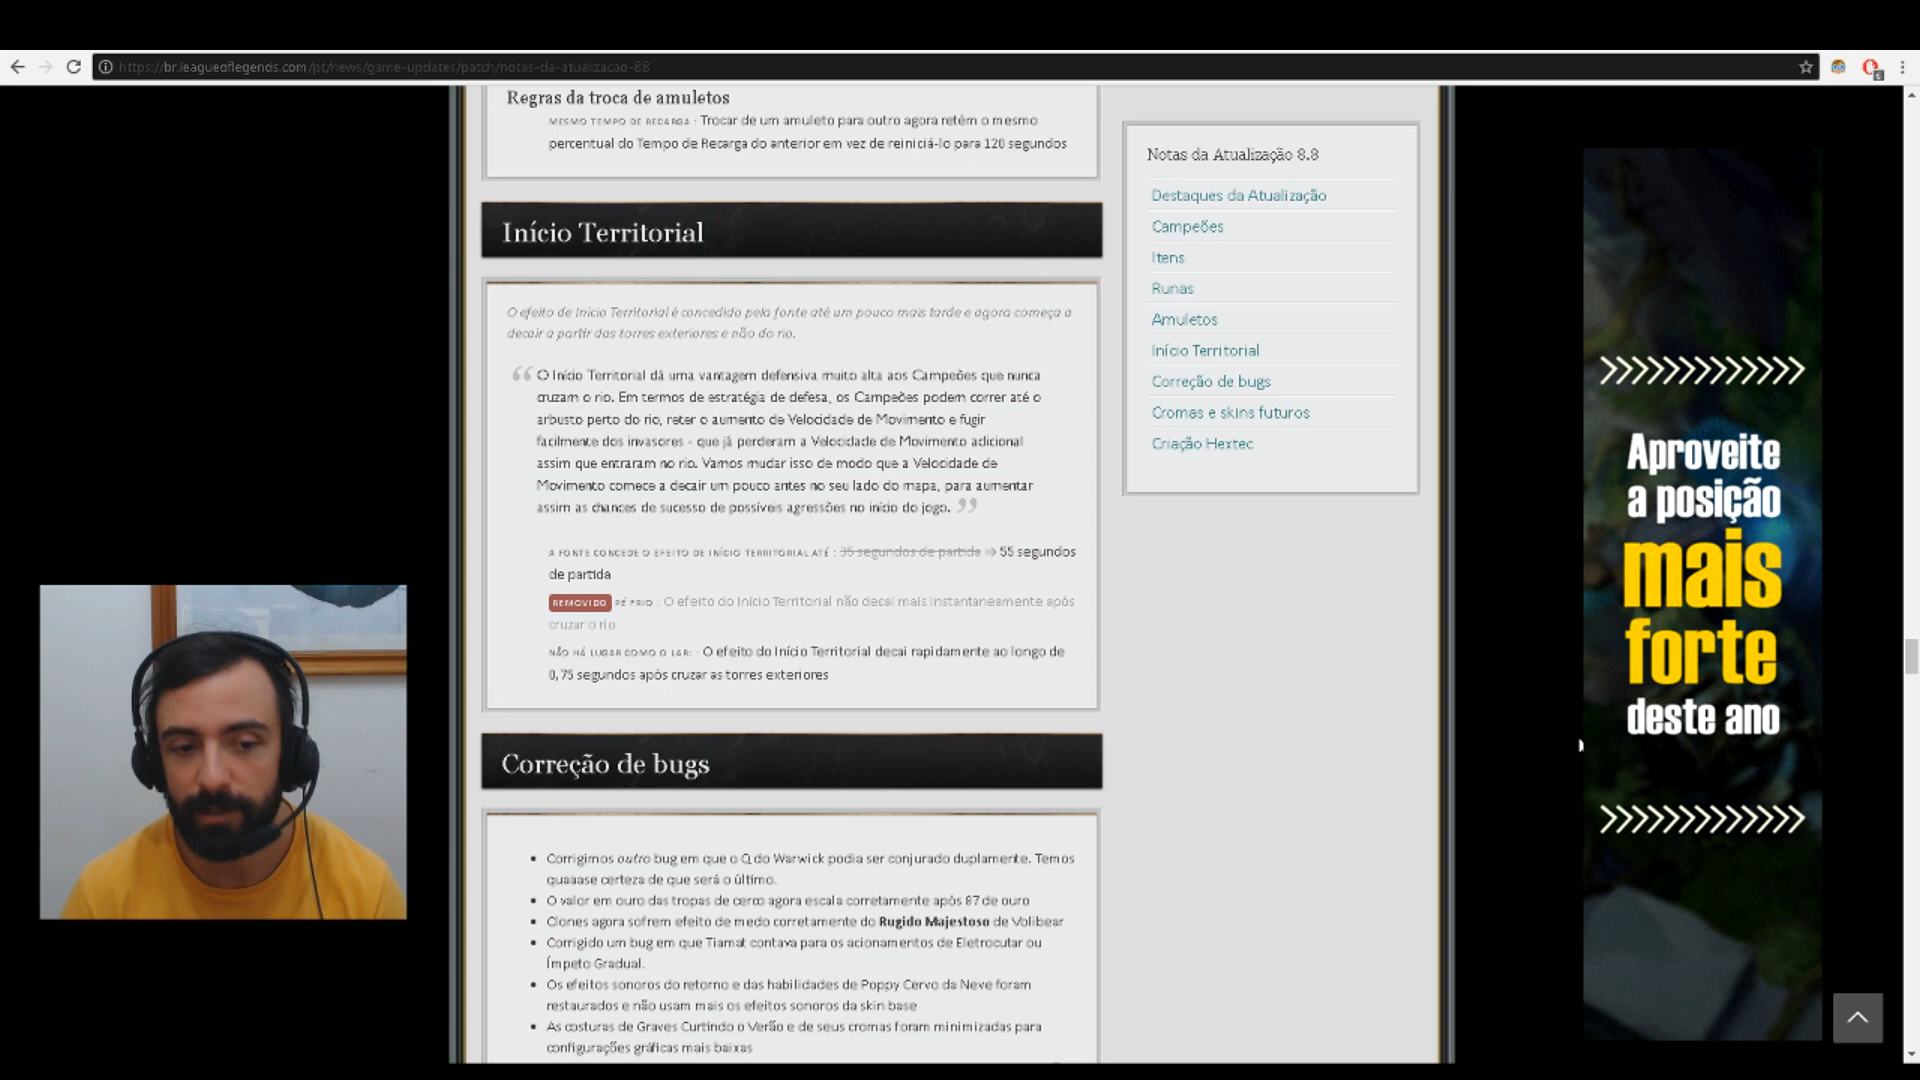 https://br.leagueoflegends.com/pt/news/game-updates/patch/notas-da-atualizacao-88
Regras da troca de amuletos
MESMO TEMPO DE RECARGA : Trocar de um amuleto para outro agora retém o mesmo
percentual do Tempo de Recarga do anterior em vez de reiniciá-lo para 120 segundos
Início Territorial
O efeito de Início Territorial é concedido pela fonte até um pouco mais tarde e agora começa a
decair a partir das torres exteriores e não do rio.
“ O Início Territorial dá uma vantagem defensiva muito alta aos Campeões que nunca
cruzam o rio. Em termos de estratégia de defesa, os Campeões podem correr até o
arbusto perto do rio, reter o aumento de Velocidade de Movimento e fugir
facilmente dos invasores - que já perderam a Velocidade de Movimento adicional
assim que entraram no rio. Vamos mudar isso de modo que a Velocidade de
Movimento comece a decair um pouco antes no seu lado do mapa, para aumentar
assim as chances de sucesso de possíveis agressões no início do jogo. ”
A FONTE CONCEDE O EFEITO DE INÍCIO TERRITORIAL ATÉ : 35 segundos de partida ⇒ 55 segundos
de partida
REMOVIDO PÉ FRIO : O efeito do Início Territorial não decai mais instantaneamente após
cruzar o rio
NÃO HÁ LUGAR COMO O LAR: : O efeito do Início Territorial decai rapidamente ao longo de
0,75 segundos após cruzar as torres exteriores
Correção de bugs
• Corrigimos outro bug em que o Q do Warwick podia ser conjurado duplamente. Temos
quaaase certeza de que será o último.
• O valor em ouro das tropas de cerco agora escala corretamente após 87 de ouro
• Clones agora sofrem efeito de medo corretamente do Rugido Majestoso de Volibear
• Corrigido um bug em que Tiamat contava para os acionamentos de Eletrocutar ou
Ímpeto Gradual.
• Os efeitos sonoros do retorno e das habilidades de Poppy Cervo da Neve foram
restaurados e não usam mais os efeitos sonoros da skin base
• As costuras de Graves Curtindo o Verão e de seus cromas foram minimizadas para
configurações gráficas mais baixas
Notas da Atualização 8.8
Destaques da Atualização
Campeões
Itens
Runas
Amuletos
Início Territorial
Correção de bugs
Cromas e skins futuros
Criação Hextec
Aproveite
a posição
mais
forte
deste ano